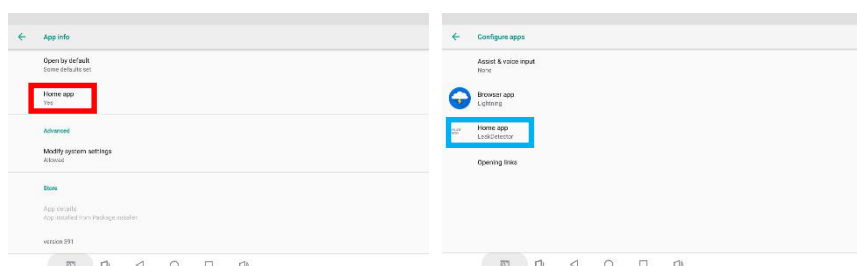 App info
Open by default
Some defaults set
Home app
Yes
Advanced
Modify system settings
Allowed
Store
App details
App installed from Package installer
version 391
Configure apps
Assist & voice input
None
Browser app
Lightning
Home app
LeakDetector
Opening links